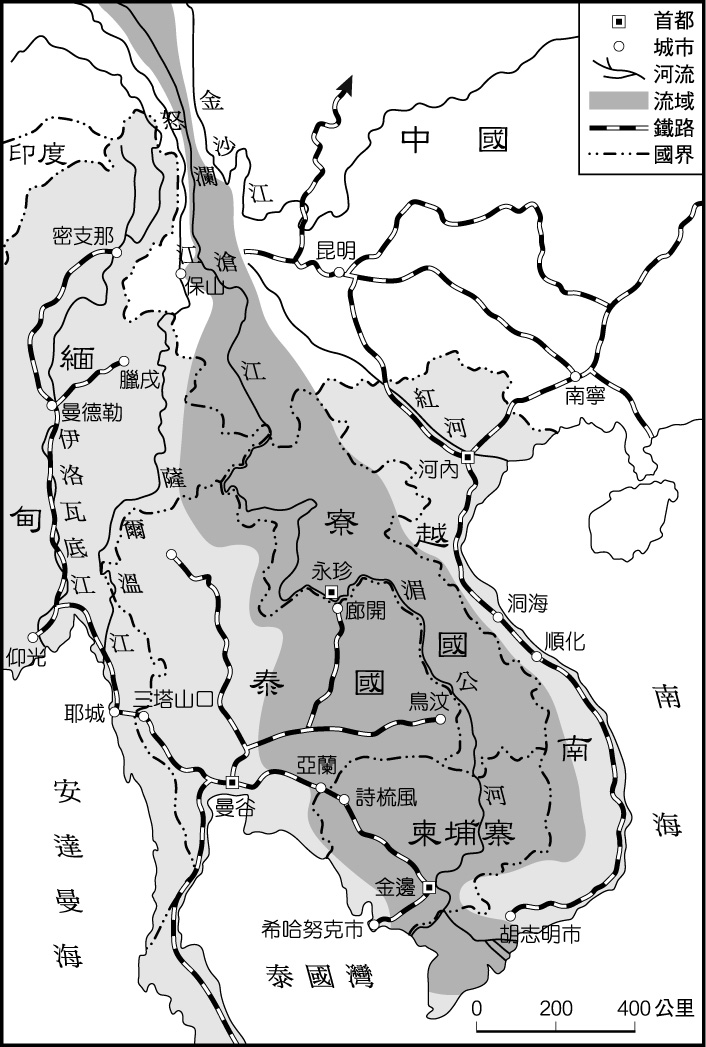 首都
城市
河流
流域
鐵路
國界
金沙江
怒江
瀾滄江
中國
印度
密支那
昆明
保山
緬甸
臘戌
曼德勒
南寧
紅河
河內
伊洛瓦底江
薩爾溫江
寮國
越南
永珍
廊開
湄公河
洞海
順化
仰光
泰國
烏汶
三塔山口
耶城
南海
亞蘭
詩梳風
曼谷
安達曼海
柬埔寨
金邊
希哈努克市
胡志明市
泰國灣
0 200 400公里